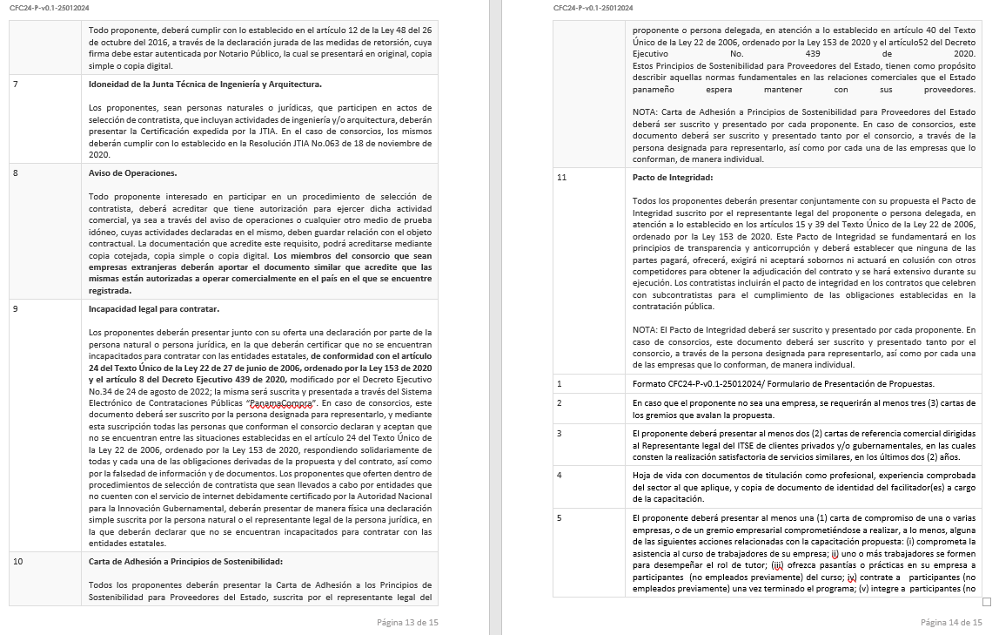 CFC24-P-v0.1-25012024
Todo proponente, deberá cumplir con lo establecido en el artículo 12 de la Ley 48 del 26
de octubre del 2016, a través de la declaración jurada de las medidas de retorsión, cuya
firma debe estar autenticada por Notario Público, la cual se presentará en original, copia
simple o copia digital.
7
Idoneidad de la Junta Técnica de Ingeniería y Arquitectura.
Los proponentes, sean personas naturales o jurídicas, que participen en actos de
selección de contratista, que incluyan actividades de ingeniería y/o arquitectura, deberán
presentar la Certificación expedida por la JTIA. En el caso de consorcios, los mismos
deberán cumplir con lo establecido en la Resolución JTIA No.063 de 18 de noviembre de
2020.
8
Aviso de Operaciones.
Todo proponente interesado en participar en un procedimiento de selección de
contratista, deberá acreditar que tiene autorización para ejercer dicha actividad
comercial, ya sea a través del aviso de operaciones o cualquier otro medio de prueba
idóneo, cuyas actividades declaradas en el mismo, deben guardar relación con el objeto
contractual. La documentación que acredite este requisito, podrá acreditarse mediante
copia cotejada, copia simple o copia digital. Los miembros del consorcio que sean
empresas extranjeras deberán aportar el documento similar que acredite que las
mismas están autorizadas a operar comercialmente en el país en el que se encuentre
registrada.
9
Incapacidad legal para contratar.
Los proponentes deberán presentar junto con su oferta una declaración por parte de la
persona natural o persona jurídica, en la que deberán certificar que no se encuentran
incapacitados para contratar con las entidades estatales, de conformidad con el artículo
24 del Texto Único de la Ley 22 de 27 de junio de 2006, ordenado por la Ley 153 de 2020
y el artículo 8 del Decreto Ejecutivo 439 de 2020, modificado por el Decreto Ejecutivo
No.34 de 24 de agosto de 2022; la misma será suscrita y presentada a través del Sistema
Electrónico de Contrataciones Públicas “PanamaCompra”. En caso de consorcios, este
documento deberá ser suscrito por la persona designada para representarlo, y mediante
esta suscripción todas las personas que conforman el consorcio declaran y aceptan que
no se encuentran entre las situaciones establecidas en el artículo 24 del Texto Único de
la Ley 22 de 2006, ordenado por la Ley 153 de 2020, respondiendo solidariamente de
todas y cada una de las obligaciones derivadas de la propuesta y del contrato, así como
por la falsedad de información y de documentos. Los proponentes que oferten dentro de
procedimientos de selección de contratista que sean llevados a cabo por entidades que
no cuenten con el servicio de internet debidamente certificado por la Autoridad Nacional
para la Innovación Gubernamental, deberán presentar de manera física una declaración
simple suscrita por la persona natural o el representante legal de la persona jurídica, en
la que deberán declarar que no se encuentran incapacitados para contratar con las
entidades estatales.
10
Carta de Adhesión a Principios de Sostenibilidad:
Todos los proponentes deberán presentar la Carta de Adhesión a los Principios de
Sostenibilidad para Proveedores del Estado, suscrita por el representante legal del
Página 13 de 15
CFC24-P-v0.1-25012024
proponente o persona delegada, en atención a lo establecido en artículo 40 del Texto
Único de la Ley 22 de 2006, ordenado por la Ley 153 de 2020 y el artículo52 del Decreto
Ejecutivo No. 439 de 2020.
Estos Principios de Sostenibilidad para Proveedores del Estado, tienen como propósito
describir aquellas normas fundamentales en las relaciones comerciales que el Estado
panameño espera mantener con sus proveedores.
NOTA: Carta de Adhesión a Principios de Sostenibilidad para Proveedores del Estado
deberá ser suscrito y presentado por cada proponente. En caso de consorcios, este
documento deberá ser suscrito y presentado tanto por el consorcio, a través de la
persona designada para representarlo, así como por cada una de las empresas que lo
conforman, de manera individual.
11
Pacto de Integridad:
Todos los proponentes deberán presentar conjuntamente con su propuesta el Pacto de
Integridad suscrito por el representante legal del proponente o persona delegada, en
atención a lo establecido en los artículos 15 y 39 del Texto Único de la Ley 22 de 2006,
ordenado por la Ley 153 de 2020. Este Pacto de Integridad se fundamentará en los
principios de transparencia y anticorrupción y deberá establecer que ninguna de las
partes pagará, ofrecerá, exigirá ni aceptará sobornos ni actuará en colusión con otros
competidores para obtener la adjudicación del contrato y se hará extensivo durante su
ejecución. Los contratistas incluirán el pacto de integridad en los contratos que celebren
con subcontratistas para el cumplimiento de las obligaciones establecidas en la
contratación pública.
NOTA: El Pacto de Integridad deberá ser suscrito y presentado por cada proponente. En
caso de consorcios, este documento deberá ser suscrito y presentado tanto por el
consorcio, a través de la persona designada para representarlo, así como por cada una
de las empresas que lo conforman, de manera individual.
1
Formato CFC24-P-v0.1-25012024/ Formulario de Presentación de Propuestas.
2
En caso que el proponente no sea una empresa, se requerirán al menos tres (3) cartas de
los gremios que avalan la propuesta.
3
El proponente deberá presentar al menos dos (2) cartas de referencia comercial dirigidas
al Representante legal del ITSE de clientes privados y/o gubernamentales, en las cuales
consten la realización satisfactoria de servicios similares, en los últimos dos (2) años.
4
Hoja de vida con documentos de titulación como profesional, experiencia comprobada
del sector al que aplique, y copia de documento de identidad del facilitador(es) a cargo
de la capacitación.
5
El proponente deberá presentar al menos una (1) carta de compromiso de una o varias
empresas, o de un gremio empresarial comprometiéndose a realizar, a lo menos, alguna
de las siguientes acciones relacionadas con la capacitación propuesta: (i) comprometa la
asistencia al curso de trabajadores de su empresa; ii) uno o más trabajadores se formen
para desempeñar el rol de tutor; (iii) ofrezca pasantías o prácticas en su empresa a
participantes (no empleados previamente) del curso; iv) contrate a participantes (no
empleados previamente) una vez terminado el programa; (v) integre a participantes (no
Página 14 de 15